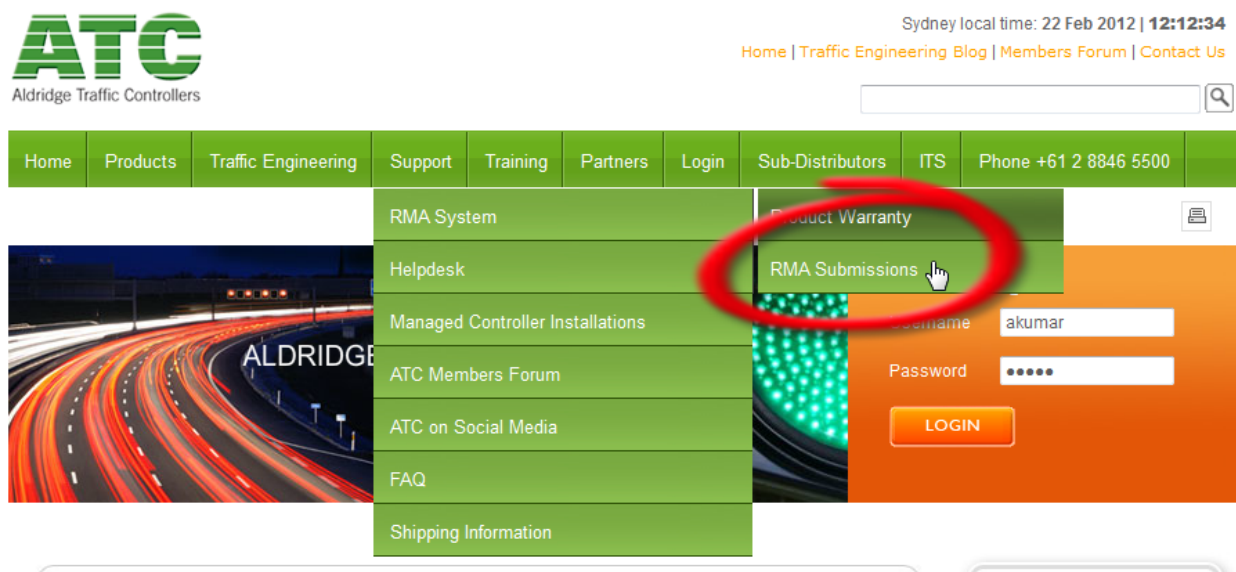 ATC
Aldridge Traffic Controllers
Sydney local time: 22 Feb 2012 | 12:12:34
Home | Traffic Engineering Blog | Members Forum | Contact Us
Home Products Traffic Engineering Support Training Partners Login Sub-Distributors ITS Phone +61 2 8846 5500
RMA System
Product Warranty
Helpdesk
RMA Submissions
Managed Controller Installations
Username akumar
ALDRIDGE
ATC Members Forum
Password •••••
ATC on Social Media
LOGIN
FAQ
Shipping Information